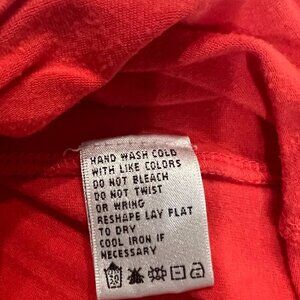 HAND WASH COLD
WITH LIKE COLORS
DO NOT BLEACH
DO NOT TWIST
OR WRING
RESHAPE LAY FLAT
TO DRY
COOL IRON IF
NECESSARY